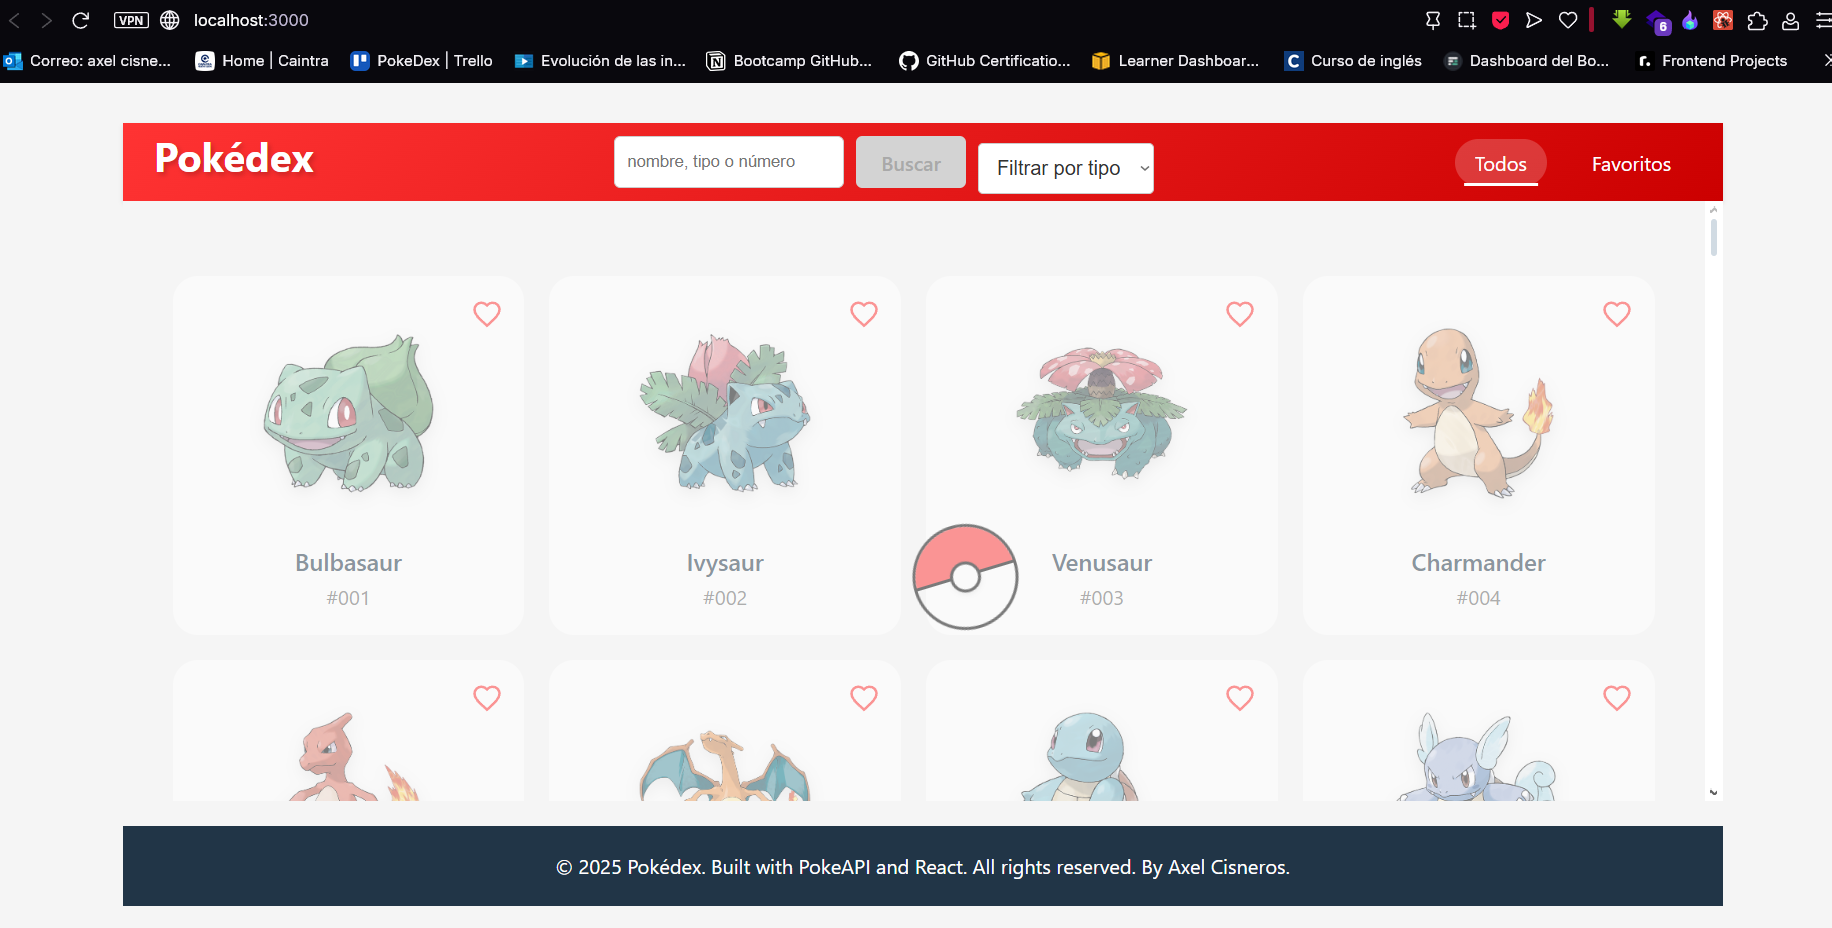 VPN localhost:3000
6
Correo: axel cisne... Home | Caintra PokeDex | Trello Evolución de las in... Bootcamp GitHub... GitHub Certificatio... Learner Dashboar... Curso de inglés Dashboard del Bo... Frontend Projects
Pokédex nombre, tipo o número Buscar Filtrar por tipo Todos Favoritos
Bulbasaur Ivysaur Venusaur Charmander
#001 #002 #003 #004
© 2025 Pokédex. Built with PokeAPI and React. All rights reserved. By Axel Cisneros.